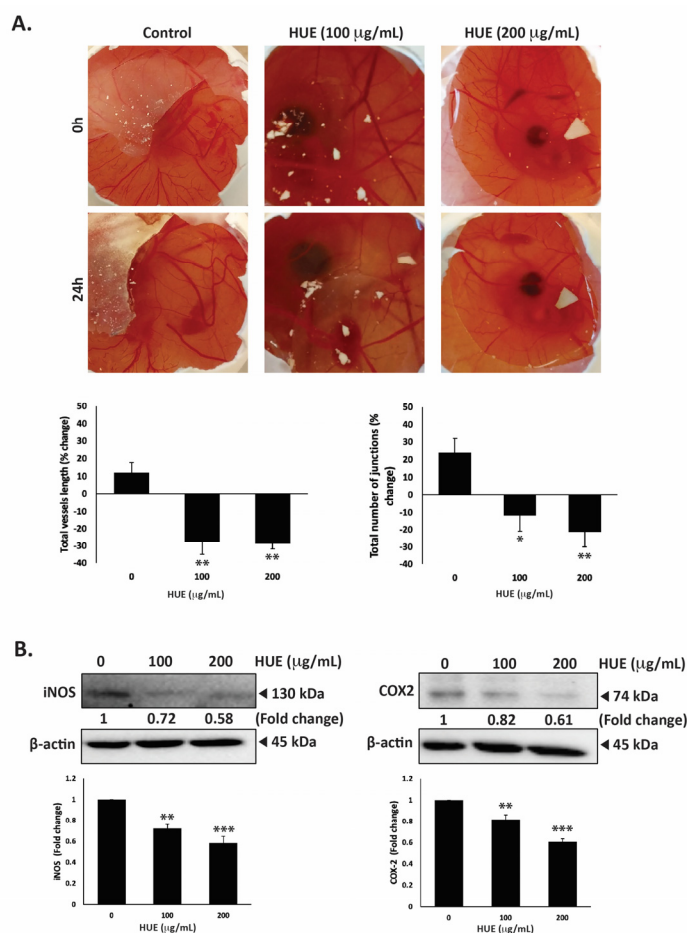 A.
Control HUE (100 µg/mL) HUE (200 µg/mL)
0h
24h
Total vessels length (% change)
50
40
30
20
10
0
-10
-20
-30
-40
** **
0 100 200
HUE (µg/mL)
Total number of junctions (% change)
50
40
30
20
10
0
-10
-20
-30
-40
* **
0 100 200
HUE (µg/mL)
B.
0 100 200 HUE (µg/mL)
iNOS ◄ 130 kDa
1 0.72 0.58 (Fold change)
β-actin ◄ 45 kDa
iNOS (Fold change)
1.2
1
0.8
0.6
0.4
0.2
0
** ***
0 100 200
HUE (µg/mL)
0 100 200 HUE (µg/mL)
COX2 ◄ 74 kDa
1 0.82 0.61 (Fold change)
β-actin ◄ 45 kDa
COX-2 (Fold change)
1.2
1
0.8
0.6
0.4
0.2
0
** ***
0 100 200
HUE (µg/mL)